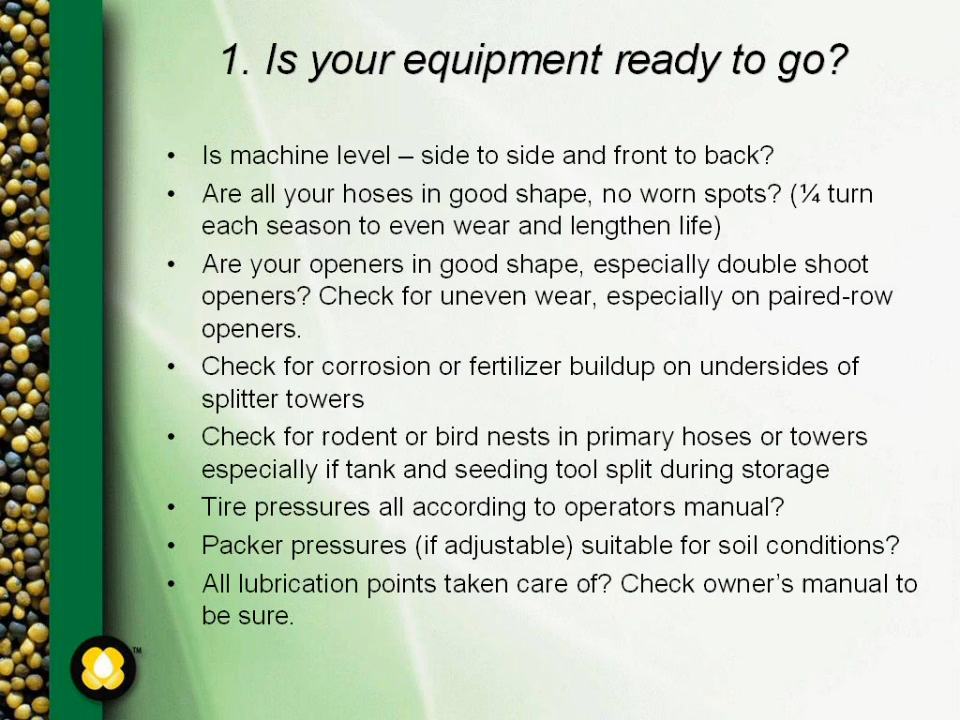 1. Is your equipment ready to go?
• Is machine level – side to side and front to back?
• Are all your hoses in good shape, no worn spots? (¼ turn
each season to even wear and lengthen life)
• Are your openers in good shape, especially double shoot
openers? Check for uneven wear, especially on paired-row
openers.
• Check for corrosion or fertilizer buildup on undersides of
splitter towers
• Check for rodent or bird nests in primary hoses or towers
especially if tank and seeding tool split during storage
• Tire pressures all according to operators manual?
• Packer pressures (if adjustable) suitable for soil conditions?
• All lubrication points taken care of? Check owner's manual to
be sure.
TM